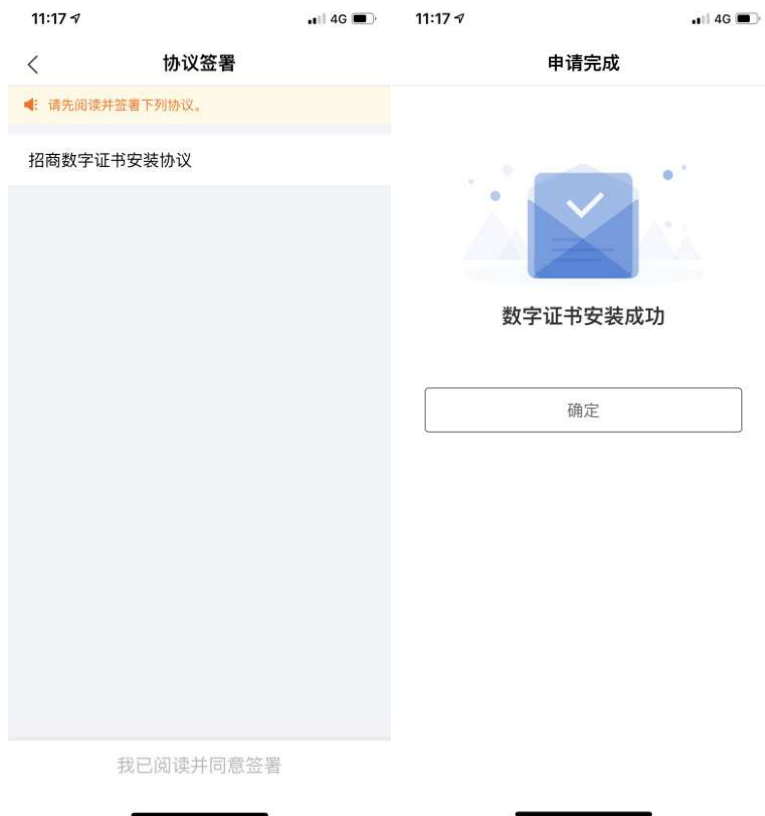 11:17
4G
协议签署
请先阅读并签署下列协议。
招商数字证书安装协议
我已阅读并同意签署
11:17
4G
申请完成
数字证书安装成功
确定